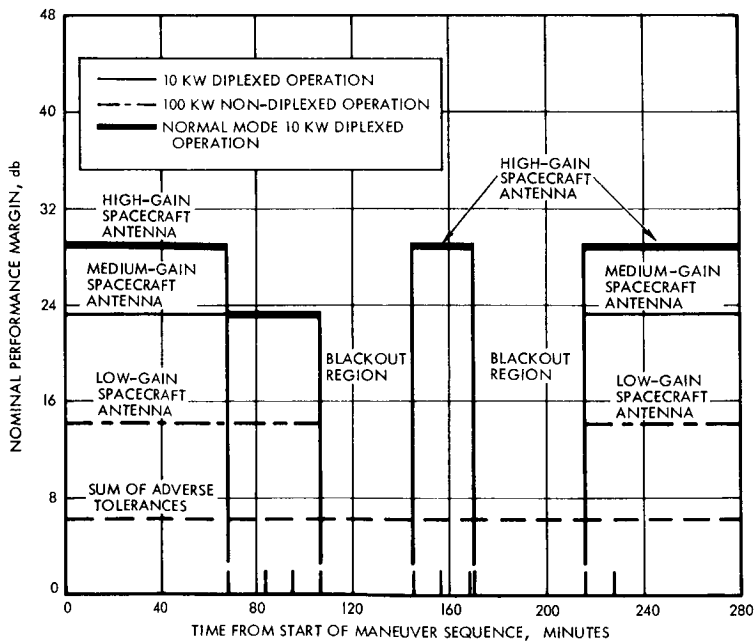 48
40
32
24
16
8
0
NOMINAL PERFORMANCE MARGIN, db
10 KW DIPLEXED OPERATION
100 KW NON-DIPLEXED OPERATION
NORMAL MODE 10 KW DIPLEXED
OPERATION
HIGH-GAIN
SPACECRAFT
ANTENNA
HIGH-GAIN
SPACECRAFT
ANTENNA
MEDIUM-GAIN
SPACECRAFT
ANTENNA
MEDIUM-GAIN
SPACECRAFT
ANTENNA
BLACKOUT
REGION
BLACKOUT
REGION
LOW-GAIN
SPACECRAFT
ANTENNA
LOW-GAIN
SPACECRAFT
ANTENNA
SUM OF ADVERSE
TOLERANCES
0 40 80 120 160 200 240 280
TIME FROM START OF MANEUVER SEQUENCE, MINUTES